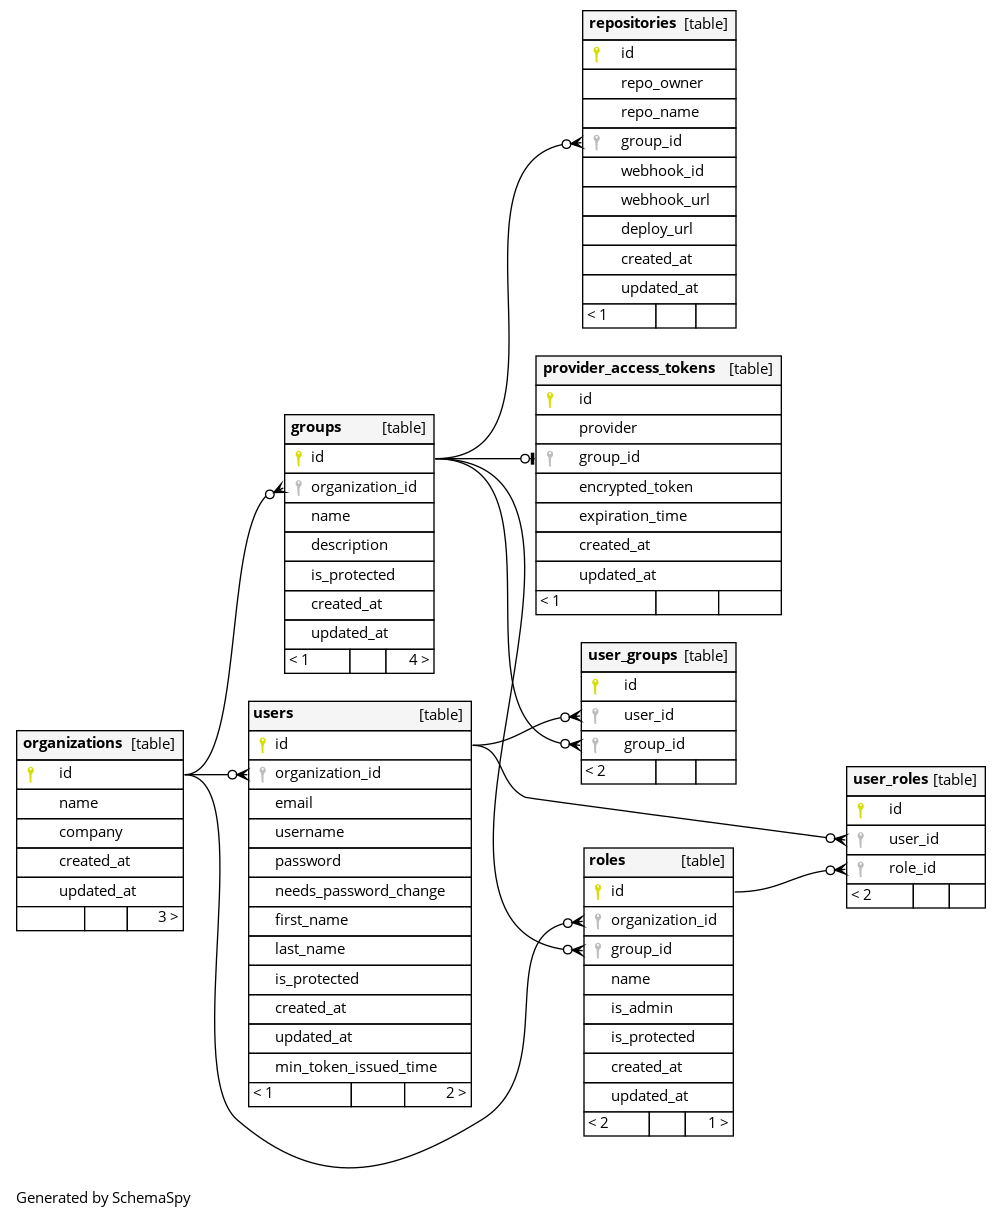 repositories [table]
id
repo_owner
repo_name
group_id
webhook_id
webhook_url
deploy_url
created_at
updated_at
< 1
provider_access_tokens [table]
id
provider
group_id
encrypted_token
expiration_time
created_at
updated_at
< 1
groups [table]
id
organization_id
name
description
is_protected
created_at
updated_at
< 1 4 >
user_groups [table]
id
user_id
group_id
< 2
users [table]
id
organization_id
email
username
password
needs_password_change
first_name
last_name
is_protected
created_at
updated_at
min_token_issued_time
< 1 2 >
organizations [table]
id
name
company
created_at
updated_at
3 >
user_roles [table]
id
user_id
role_id
< 2
roles [table]
id
organization_id
group_id
name
is_admin
is_protected
created_at
updated_at
< 2 1 >
Generated by SchemaSpy